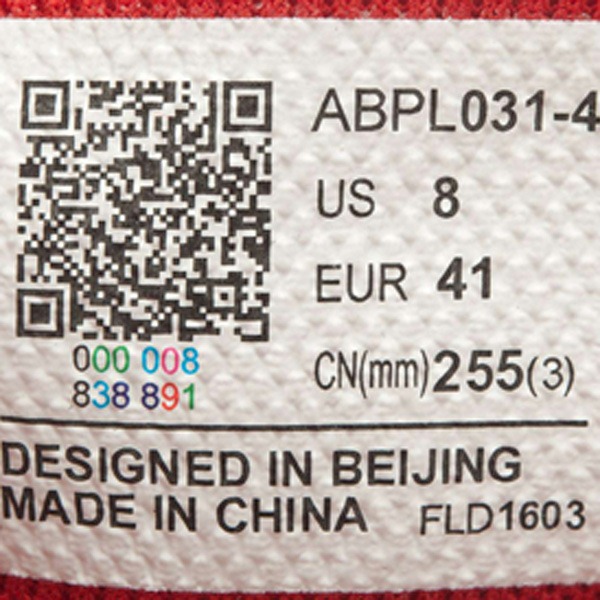 ABPL031-4
US 8
EUR 41
CN(mm)255(3)
000 008
838 891
DESIGNED IN BEIJING
MADE IN CHINA FLD1603